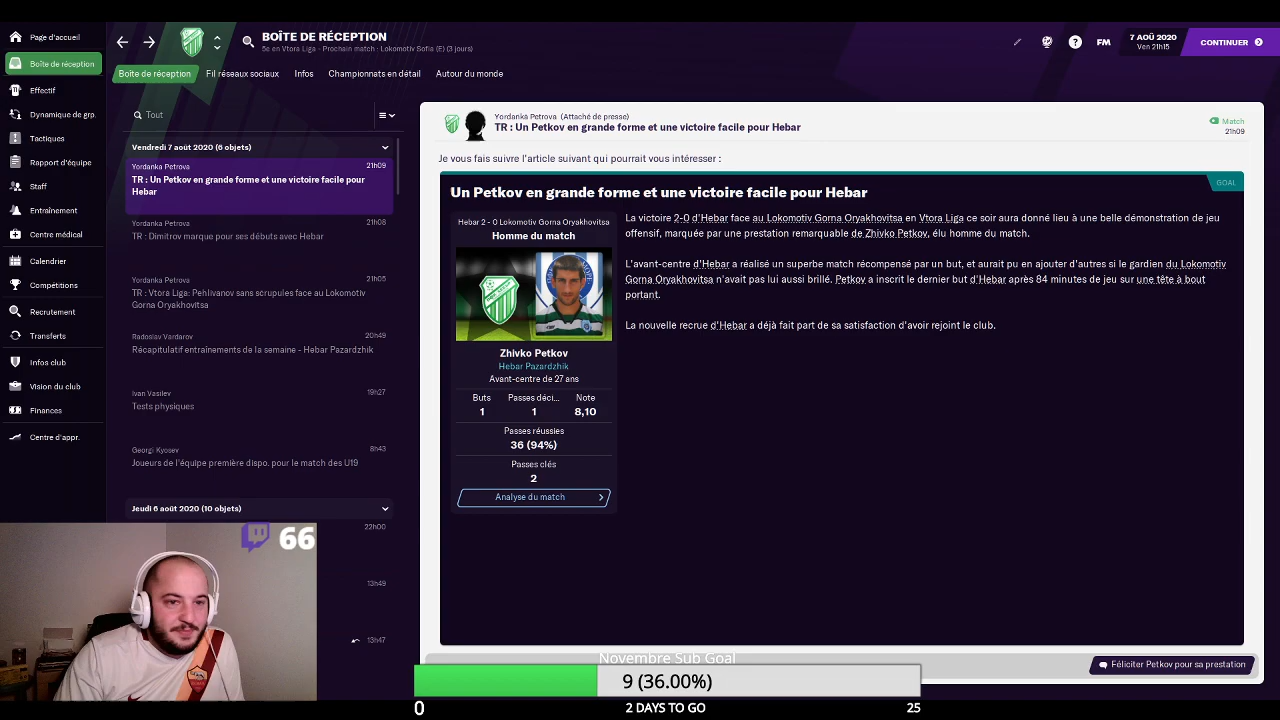 Page d'accueil
Boîte de réception
Effectif
Dynamique de grp.
Tactiques
Rapport d'équipe
Staff
Entraînement
Centre médical
Calendrier
Compétitions
Recrutement
Transferts
Infos club
Vision du club
Finances
Centre d'appr.
BOÎTE DE RÉCEPTION
5e en Vtora Liga - Prochain match : Lokomotiv Sofia (E) (3 jours)
FM
7 AOÛ 2020
Ven 21h15
CONTINUER
Boîte de réception
Fil réseaux sociaux
Infos
Championnats en détail
Autour du monde
Tout
Vendredi 7 août 2020 (6 objets)
Yordanka Petrova 21h09
TR : Un Petkov en grande forme et une victoire facile pour
Hebar
Yordanka Petrova 21h08
TR : Dimitrov marque pour ses débuts avec Hebar
Yordanka Petrova 21h05
TR : Vtora Liga: Pehlivanov sans scrupules face au Lokomotiv
Gorna Oryakhovitsa
Radoslav Vardarov 20h49
Récapitulatif entraînements de la semaine - Hebar Pazardzhik
Ivan Vasilev 19h27
Tests physiques
Georgi Kyosev 8h43
Joueurs de l'équipe première dispo. pour le match des U19
Jeudi 6 août 2020 (10 objets)
22h00
13h49
13h47
66
Yordanka Petrova (Attaché de presse)
TR : Un Petkov en grande forme et une victoire facile pour Hebar
Match
21h09
Je vous fais suivre l'article suivant qui pourrait vous intéresser :
GOAL
Un Petkov en grande forme et une victoire facile pour Hebar
Hebar 2 - 0 Lokomotiv Gorna Oryakhovitsa
Homme du match
Zhivko Petkov
Hebar Pazardzhik
Avant-centre de 27 ans
Buts Passes déci... Note
1 1 8,10
Passes réussies
36 (94%)
Passes clés
2
Analyse du match
La victoire 2-0 d'Hebar face au Lokomotiv Gorna Oryakhovitsa en Vtora Liga ce soir aura donné lieu à une belle démonstration de jeu
offensif, marquée par une prestation remarquable de Zhivko Petkov, élu homme du match.
L'avant-centre d'Hebar a réalisé un superbe match récompensé par un but, et aurait pu en ajouter d'autres si le gardien du Lokomotiv
Gorna Oryakhovitsa n'avait pas lui aussi brillé. Petkov a inscrit le dernier but d'Hebar après 84 minutes de jeu sur une tête à bout
portant.
La nouvelle recrue d'Hebar a déjà fait part de sa satisfaction d'avoir rejoint le club.
Féliciter Petkov pour sa prestation
Novembre Sub Goal
9 (36.00%)
0 2 DAYS TO GO 25